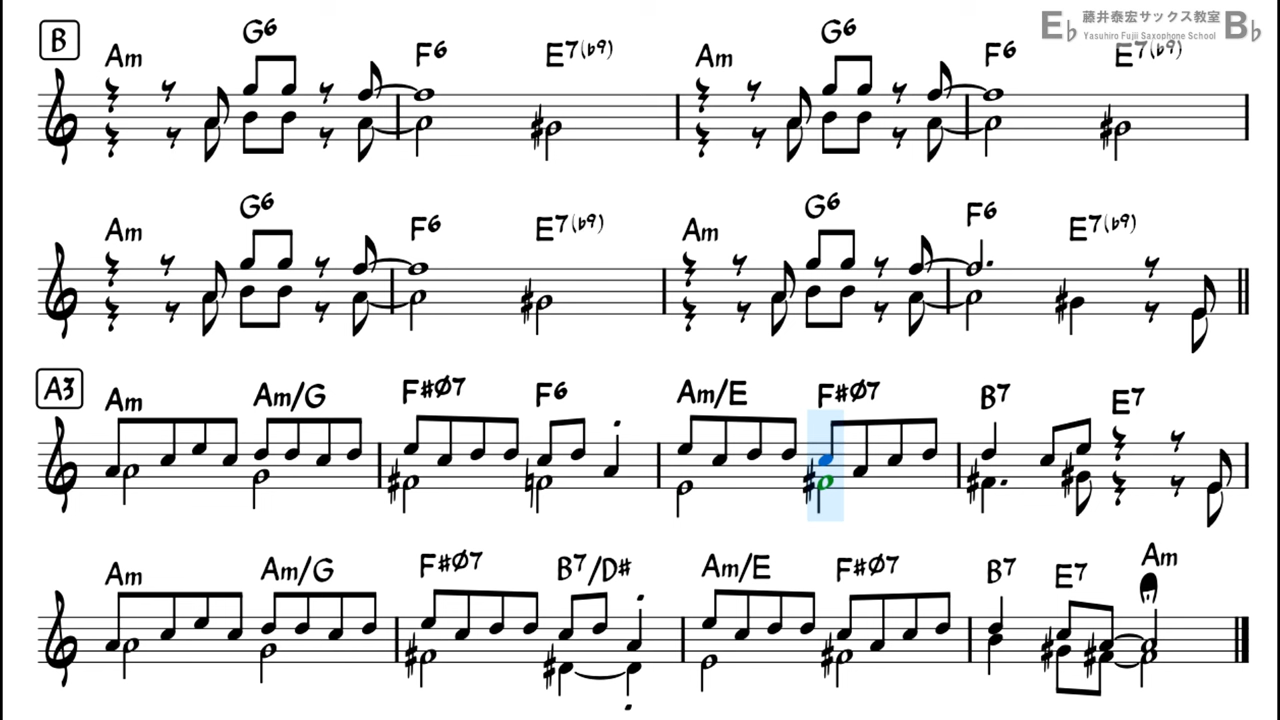 E♭ 藤井泰宏サックス教室 B♭
Yasuhiro Fujii Saxophone School
B Am G6 F6 E7(♭9) Am G6 F6 E7(♭9)
Am G6 F6 E7(♭9) Am G6 F6 E7(♭9)
A3 Am Am/G F#Ø7 F6 Am/E F#Ø7 B7 E7
Am Am/G F#Ø7 B7/D# Am/E F#Ø7 B7 E7 Am